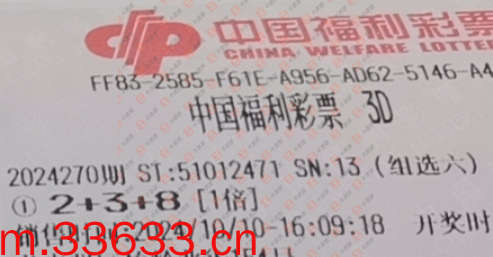 中国福利彩票
CHINA WELFARE LOTTE
FF83-2585-F61E-A956-AD62-5146-A4
中国福利彩票 3D
2024270期 ST:51012471 SN:13 (组选六)
① 2+3+8 [1倍]
销售 2024/10/10-16:09:18 开奖时
m.33633.cn